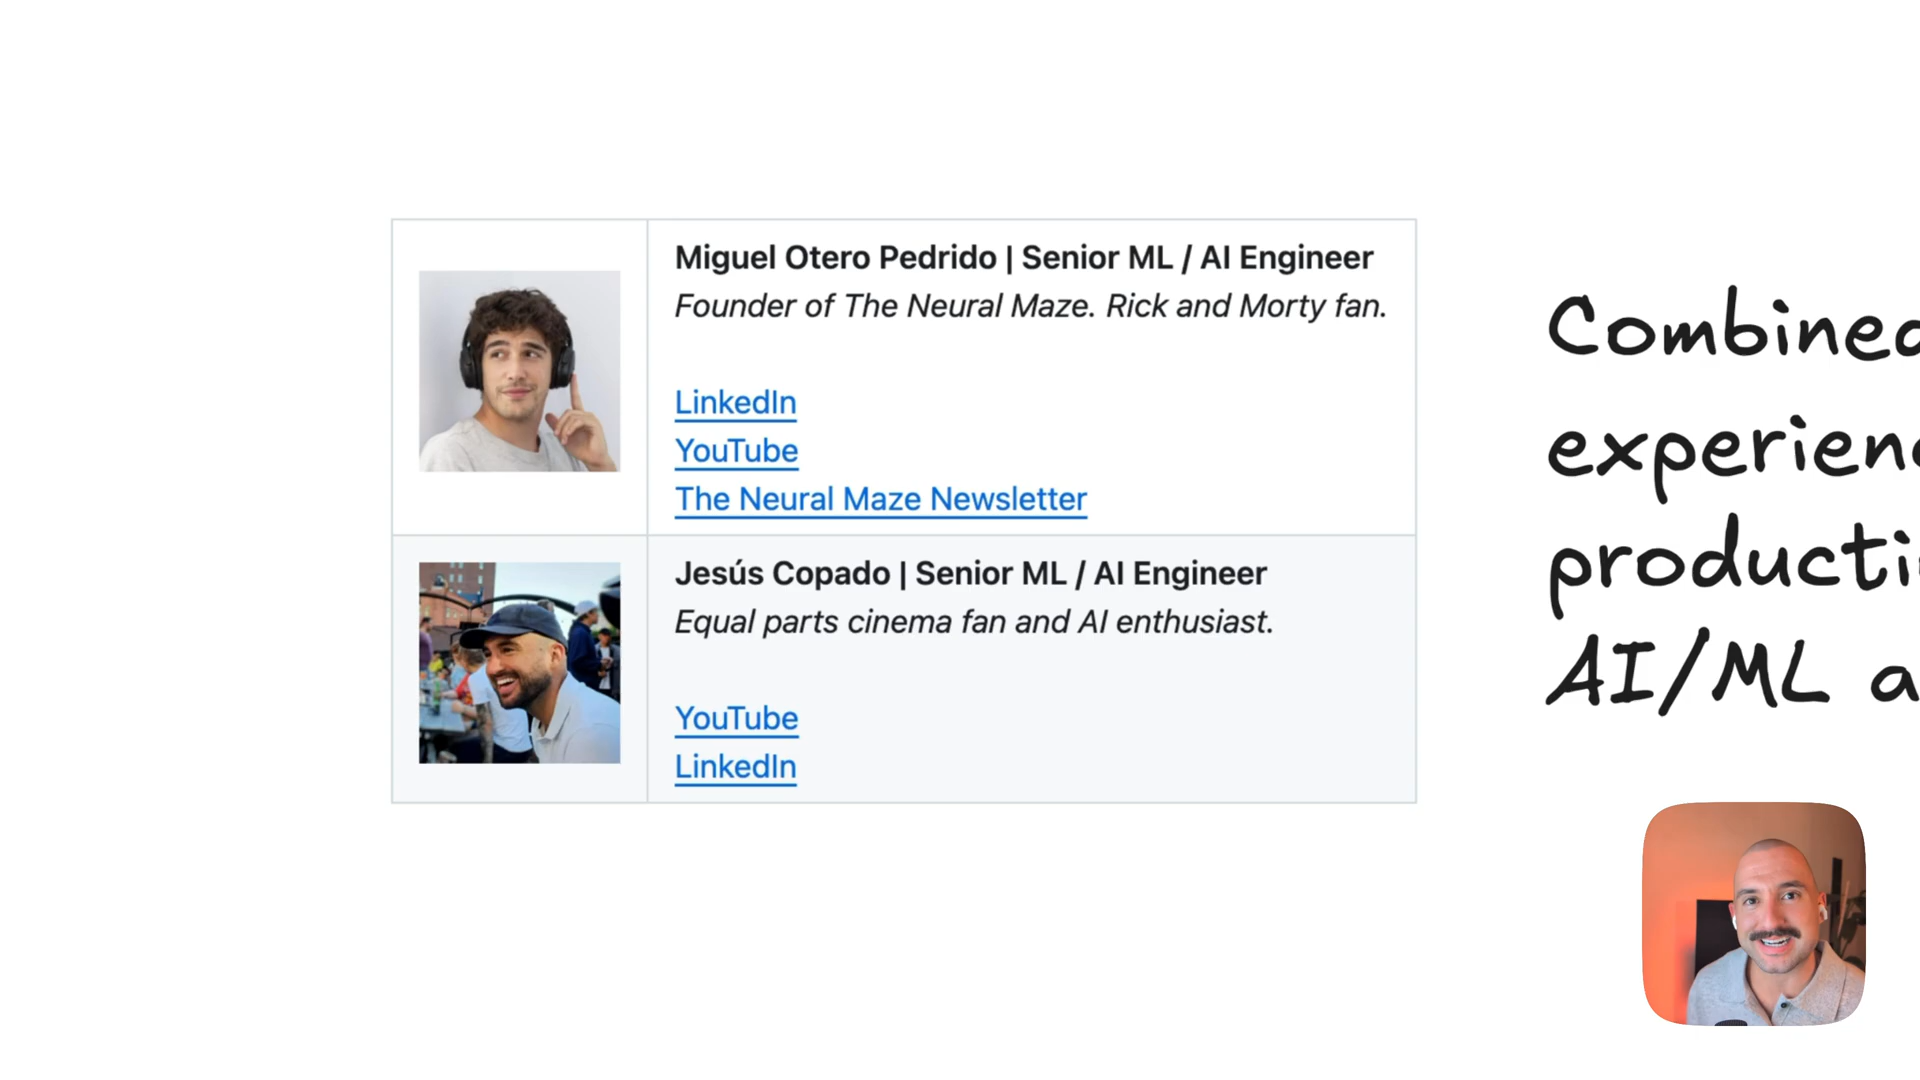 Miguel Otero Pedrido | Senior ML / AI Engineer
Founder of The Neural Maze. Rick and Morty fan.
LinkedIn
YouTube
The Neural Maze Newsletter
Jesús Copado | Senior ML / AI Engineer
Equal parts cinema fan and AI enthusiast.
YouTube
LinkedIn
Combined
AI/ML